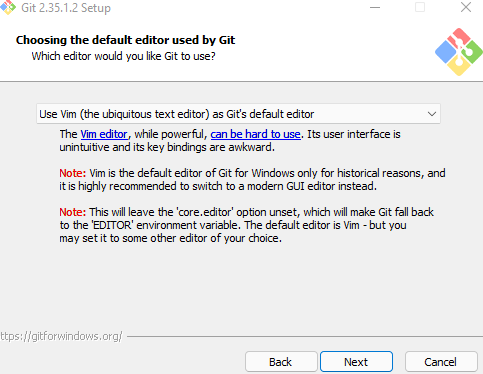 Git 2.35.1.2 Setup
Choosing the default editor used by Git
Which editor would you like Git to use?
Use Vim (the ubiquitous text editor) as Git's default editor
The Vim editor, while powerful, can be hard to use. Its user interface is
unintuitive and its key bindings are awkward.
Note: Vim is the default editor of Git for Windows only for historical reasons, and
it is highly recommended to switch to a modern GUI editor instead.
Note: This will leave the 'core.editor' option unset, which will make Git fall back
to the 'EDITOR' environment variable. The default editor is Vim - but you
may set it to some other editor of your choice.
ttps://gitforwindows.org/
Back
Next
Cancel